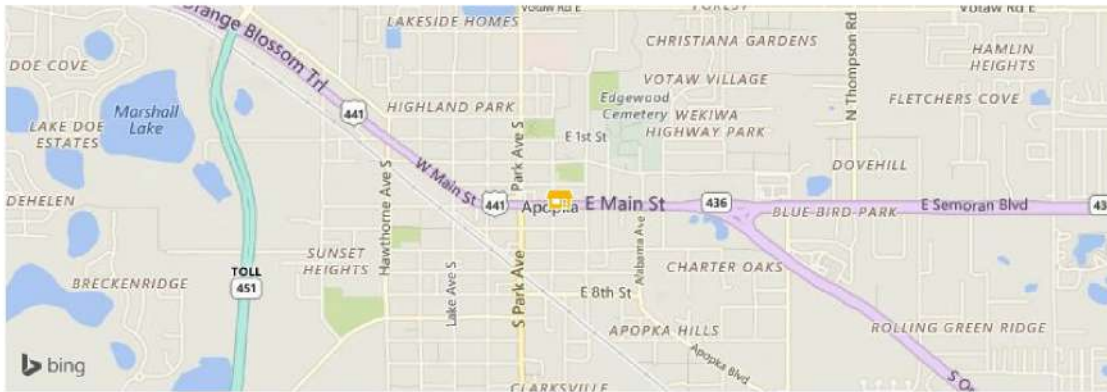 Votaw Rd E
FOREST
Votaw Rd E
Orange Blossom Trl
LAKESIDE HOMES
CHRISTIANA GARDENS
N Thompson Rd
HAMLIN
HEIGHTS
DOE COVE
Marshall
Lake
VOTAW VILLAGE
441
HIGHLAND PARK
Edgewood
Cemetery
FLETCHERS COVE
LAKE DOE
ESTATES
E 1st St
WEKIWA
HIGHWAY PARK
Park Ave S
W Main St
Hawthorne Ave S
DOVEHILL
DEHELEN
441
Apopka
E Main St
436
BLUE BIRD PARK
E Semoran Blvd
43
SUNSET
HEIGHTS
Alabama Ave
TOLL
451
BRECKENRIDGE
CHARTER OAKS
Lake Ave S
S Park Ave
E 8th St
APOPKA HILLS
ROLLING GREEN RIDGE
Apopka Blvd
bing
CLARKSVILLE